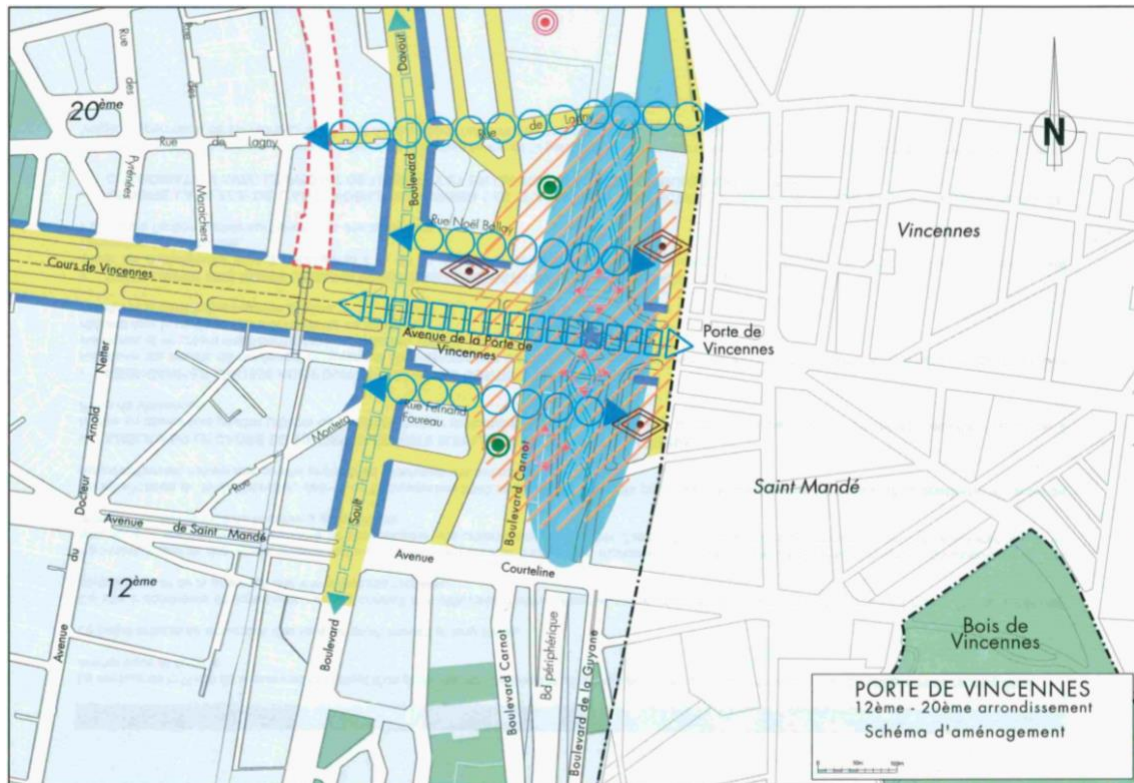 20ème
Rue des Pyrénées
Rue des Maraichers
Rue de Lagny
Boulevard Davout
Rue de Lagny
Rue Noël Ballay
Cours de Vincennes
Avenue de la Porte de
Vincennes
Porte de
Vincennes
Vincennes
Rue Fernand
Foureau
Avenue du Docteur Arnold Netter
Rue Montera
Boulevard Soult
Boulevard Carnot
Saint Mandé
Avenue de Saint Mandé
Avenue Courteline
12ème
Boulevard Carnot
Bd périphérique
Boulevard de la Guyane
Bois de
Vincennes
N
PORTE DE VINCENNES
12ème - 20ème arrondissement
Schéma d'aménagement